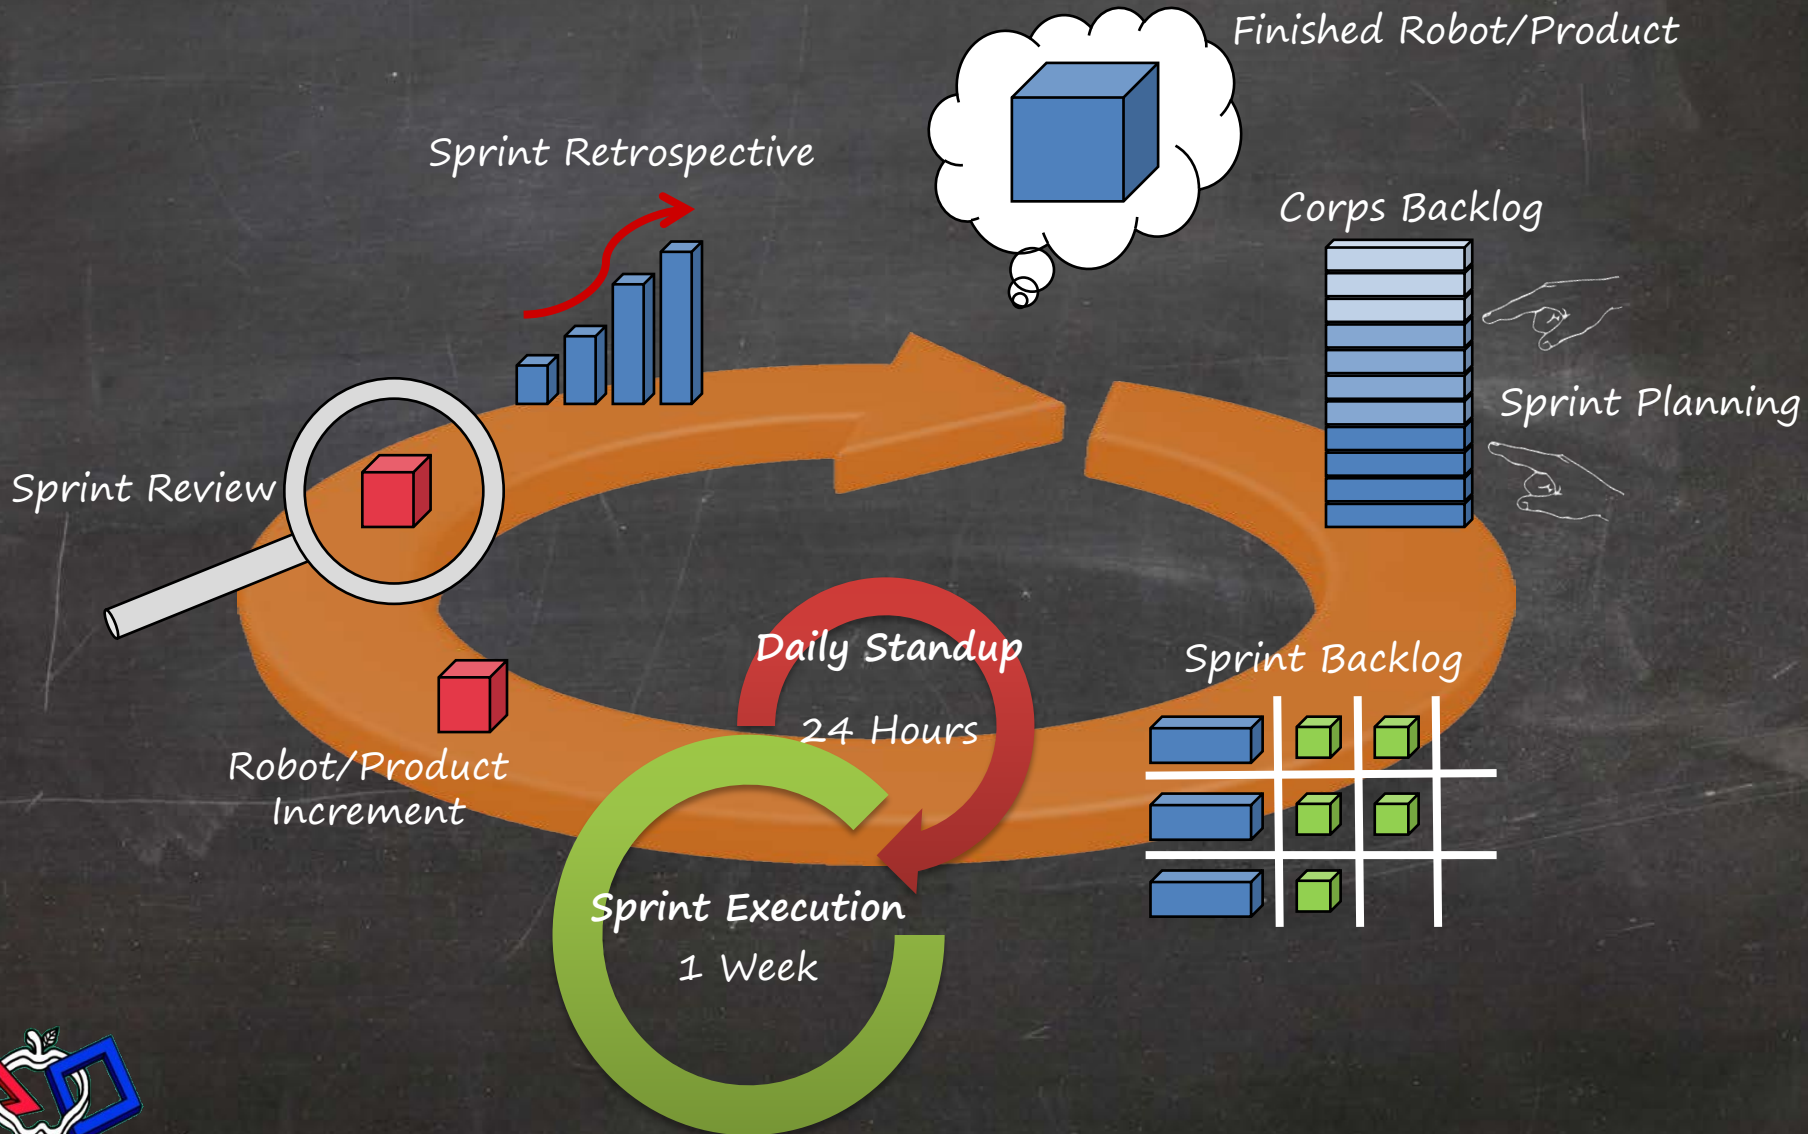 Finished Robot/Product
Sprint Retrospective
Corps Backlog
Sprint Planning
Sprint Review
Daily Standup
24 Hours
Sprint Backlog
Robot/Product
Increment
Sprint Execution
1 Week